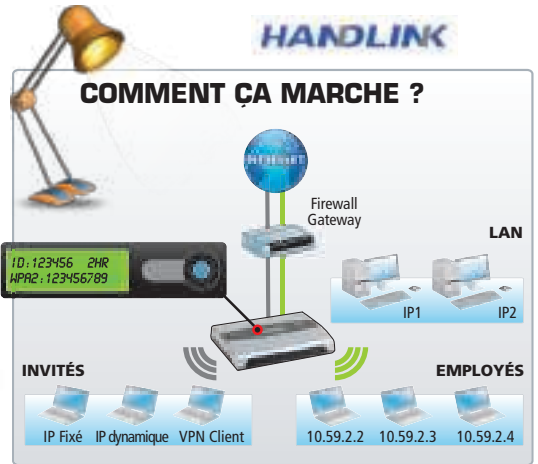 HANDLINK
COMMENT ÇA MARCHE ?
INTERNET
Firewall
Gateway
LAN
ID:123456 2HR
WPA2:123456789
IP1 IP2
INVITÉS
EMPLOYÉS
IP Fixé IP dynamique VPN Client
10.59.2.2 10.59.2.3 10.59.2.4